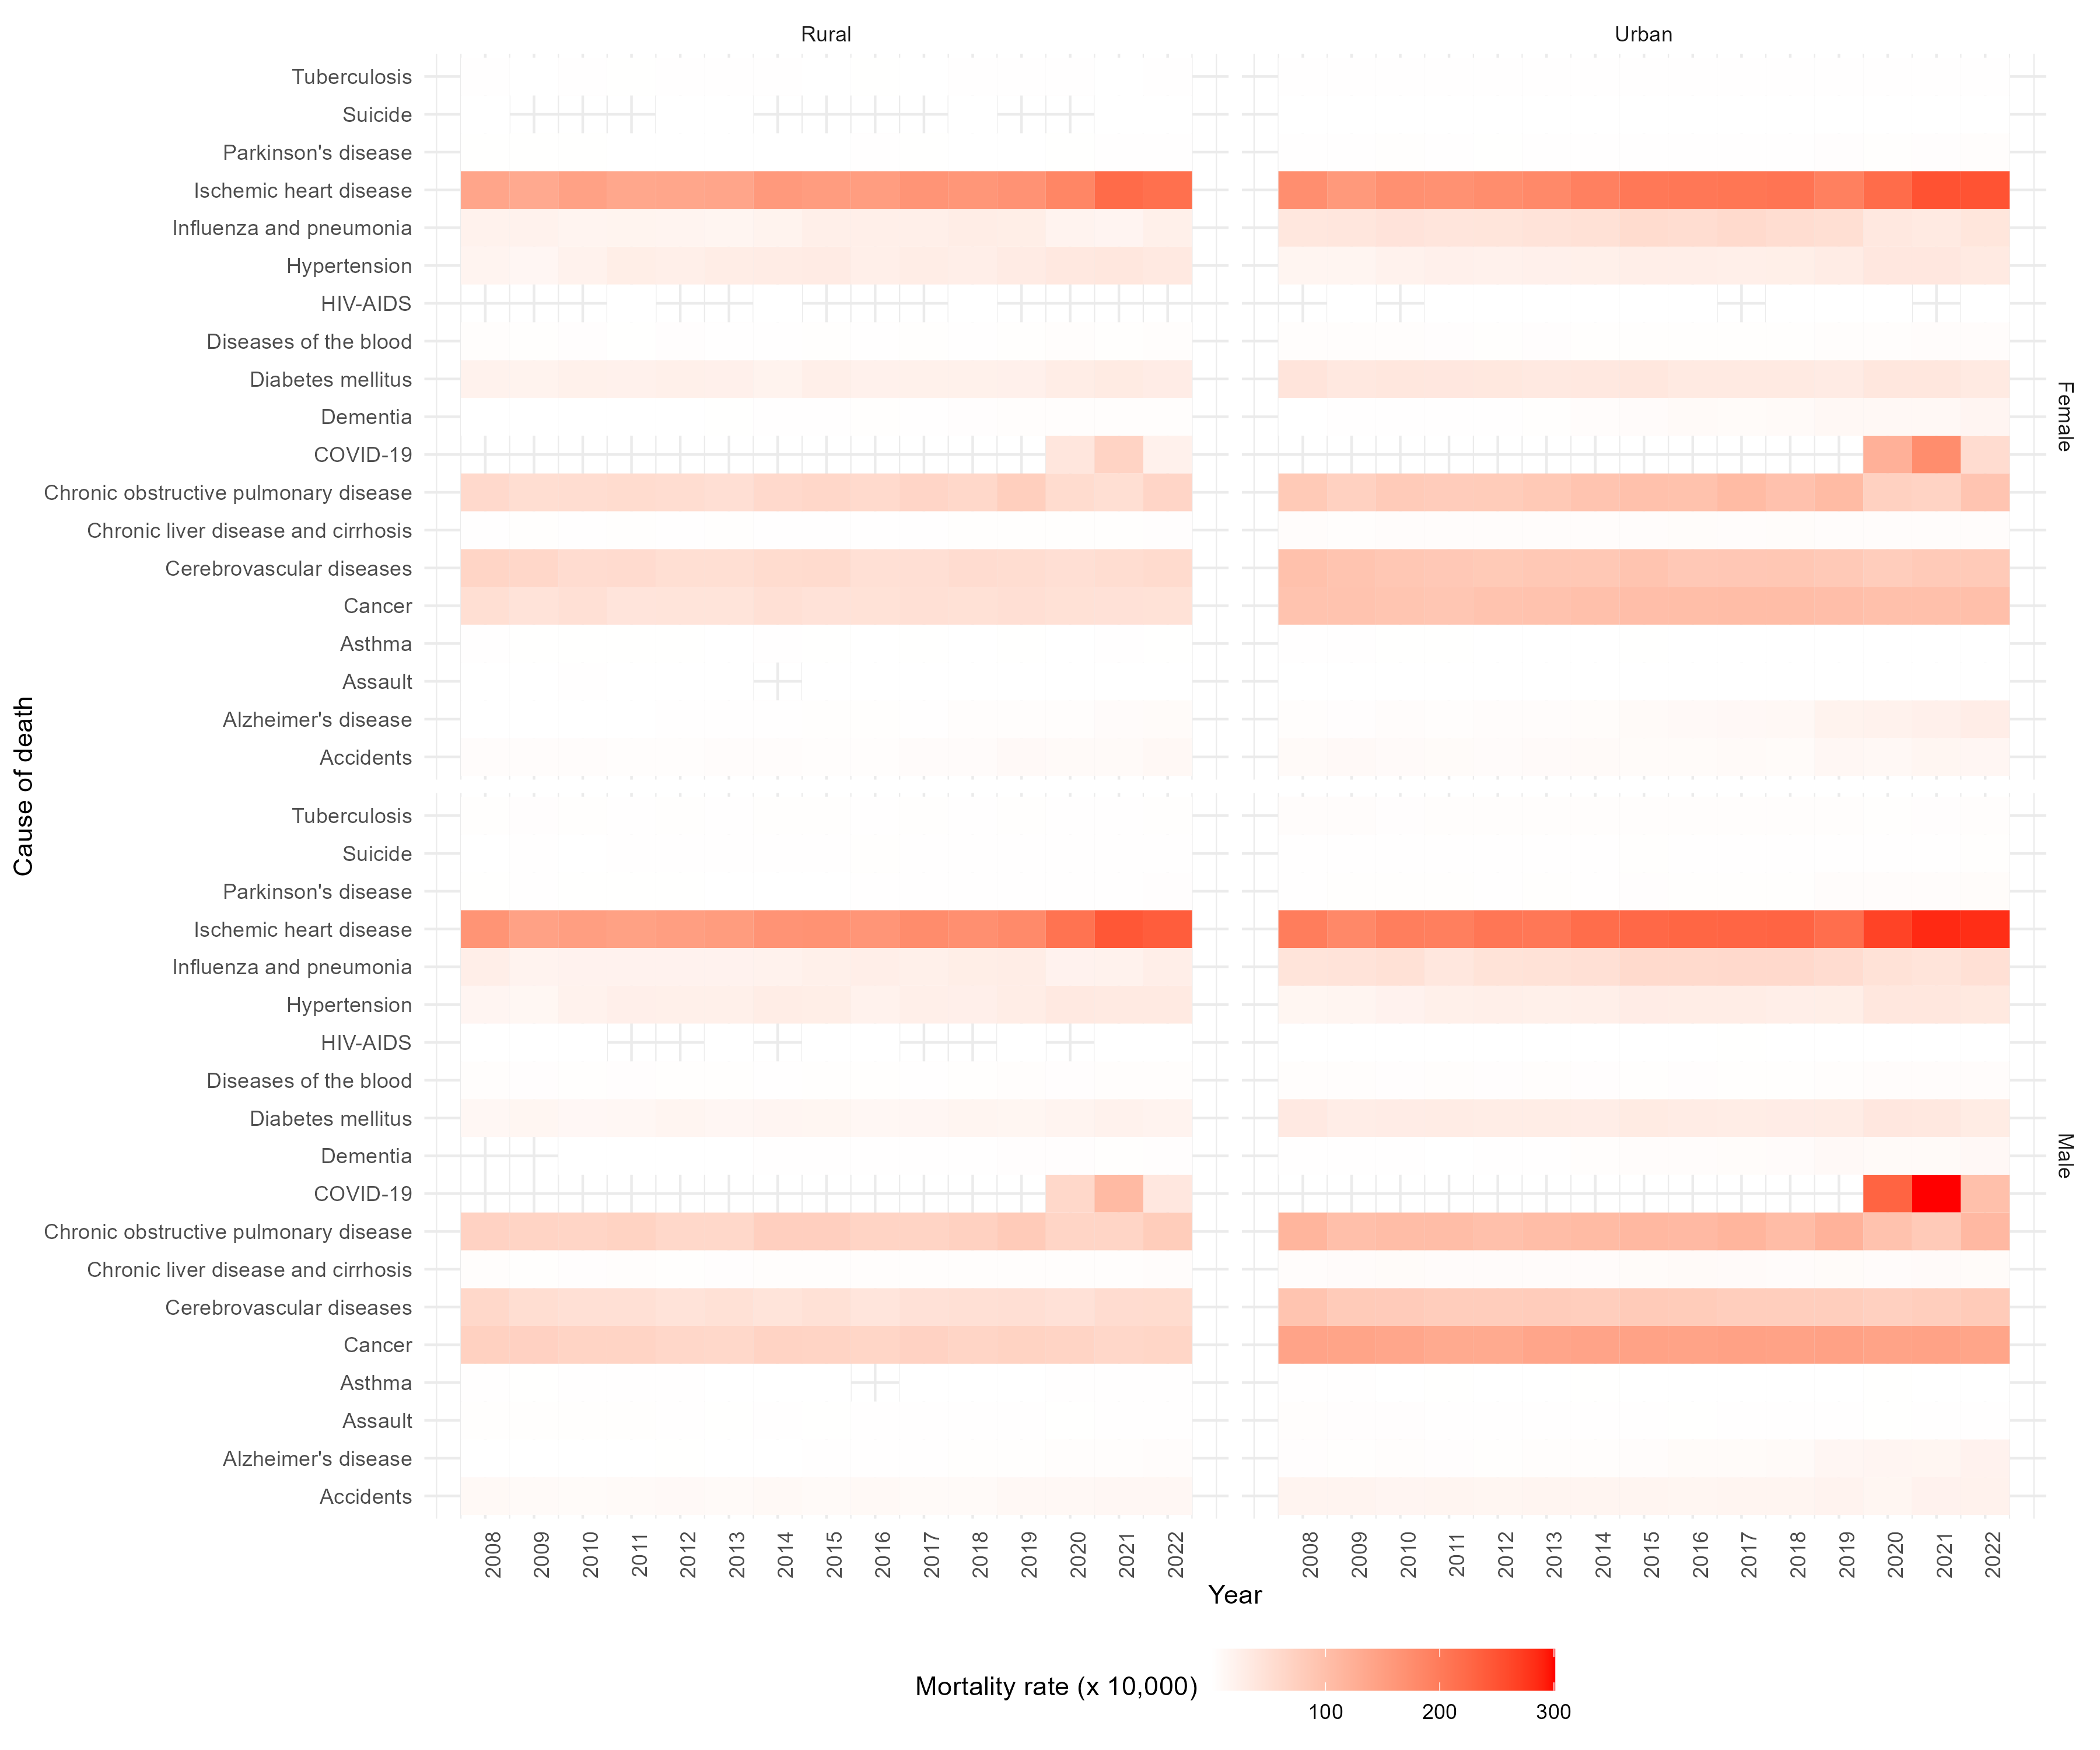 Rural
Urban
Tuberculosis
Suicide
Parkinson's disease
Ischemic heart disease
Influenza and pneumonia
Hypertension
HIV-AIDS
Diseases of the blood
Diabetes mellitus
Dementia
COVID-19
Chronic obstructive pulmonary disease
Chronic liver disease and cirrhosis
Cerebrovascular diseases
Cancer
Asthma
Assault
Alzheimer's disease
Accidents
Female
Tuberculosis
Suicide
Parkinson's disease
Ischemic heart disease
Influenza and pneumonia
Hypertension
HIV-AIDS
Diseases of the blood
Diabetes mellitus
Dementia
COVID-19
Chronic obstructive pulmonary disease
Chronic liver disease and cirrhosis
Cerebrovascular diseases
Cancer
Asthma
Assault
Alzheimer's disease
Accidents
Male
Cause of death
2008 2009 2010 2011 2012 2013 2014 2015 2016 2017 2018 2019 2020 2021 2022
2008 2009 2010 2011 2012 2013 2014 2015 2016 2017 2018 2019 2020 2021 2022
Year
Mortality rate (x 10,000)
100 200 300